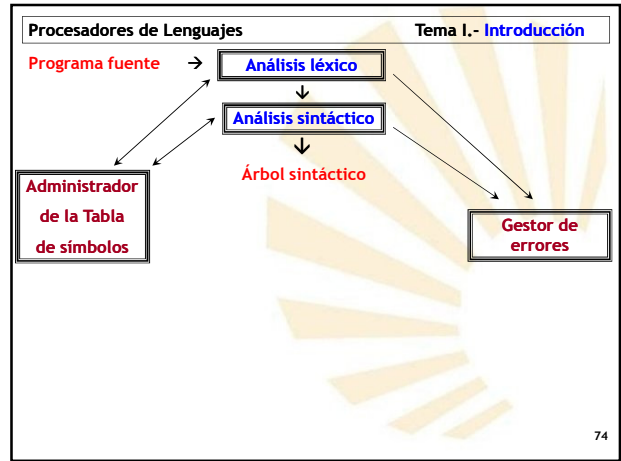 Procesadores de Lenguajes Tema I.- Introducción
Programa fuente → Análisis léxico
Análisis sintáctico
Árbol sintáctico
Administrador
de la Tabla
de símbolos
Gestor de
errores
74